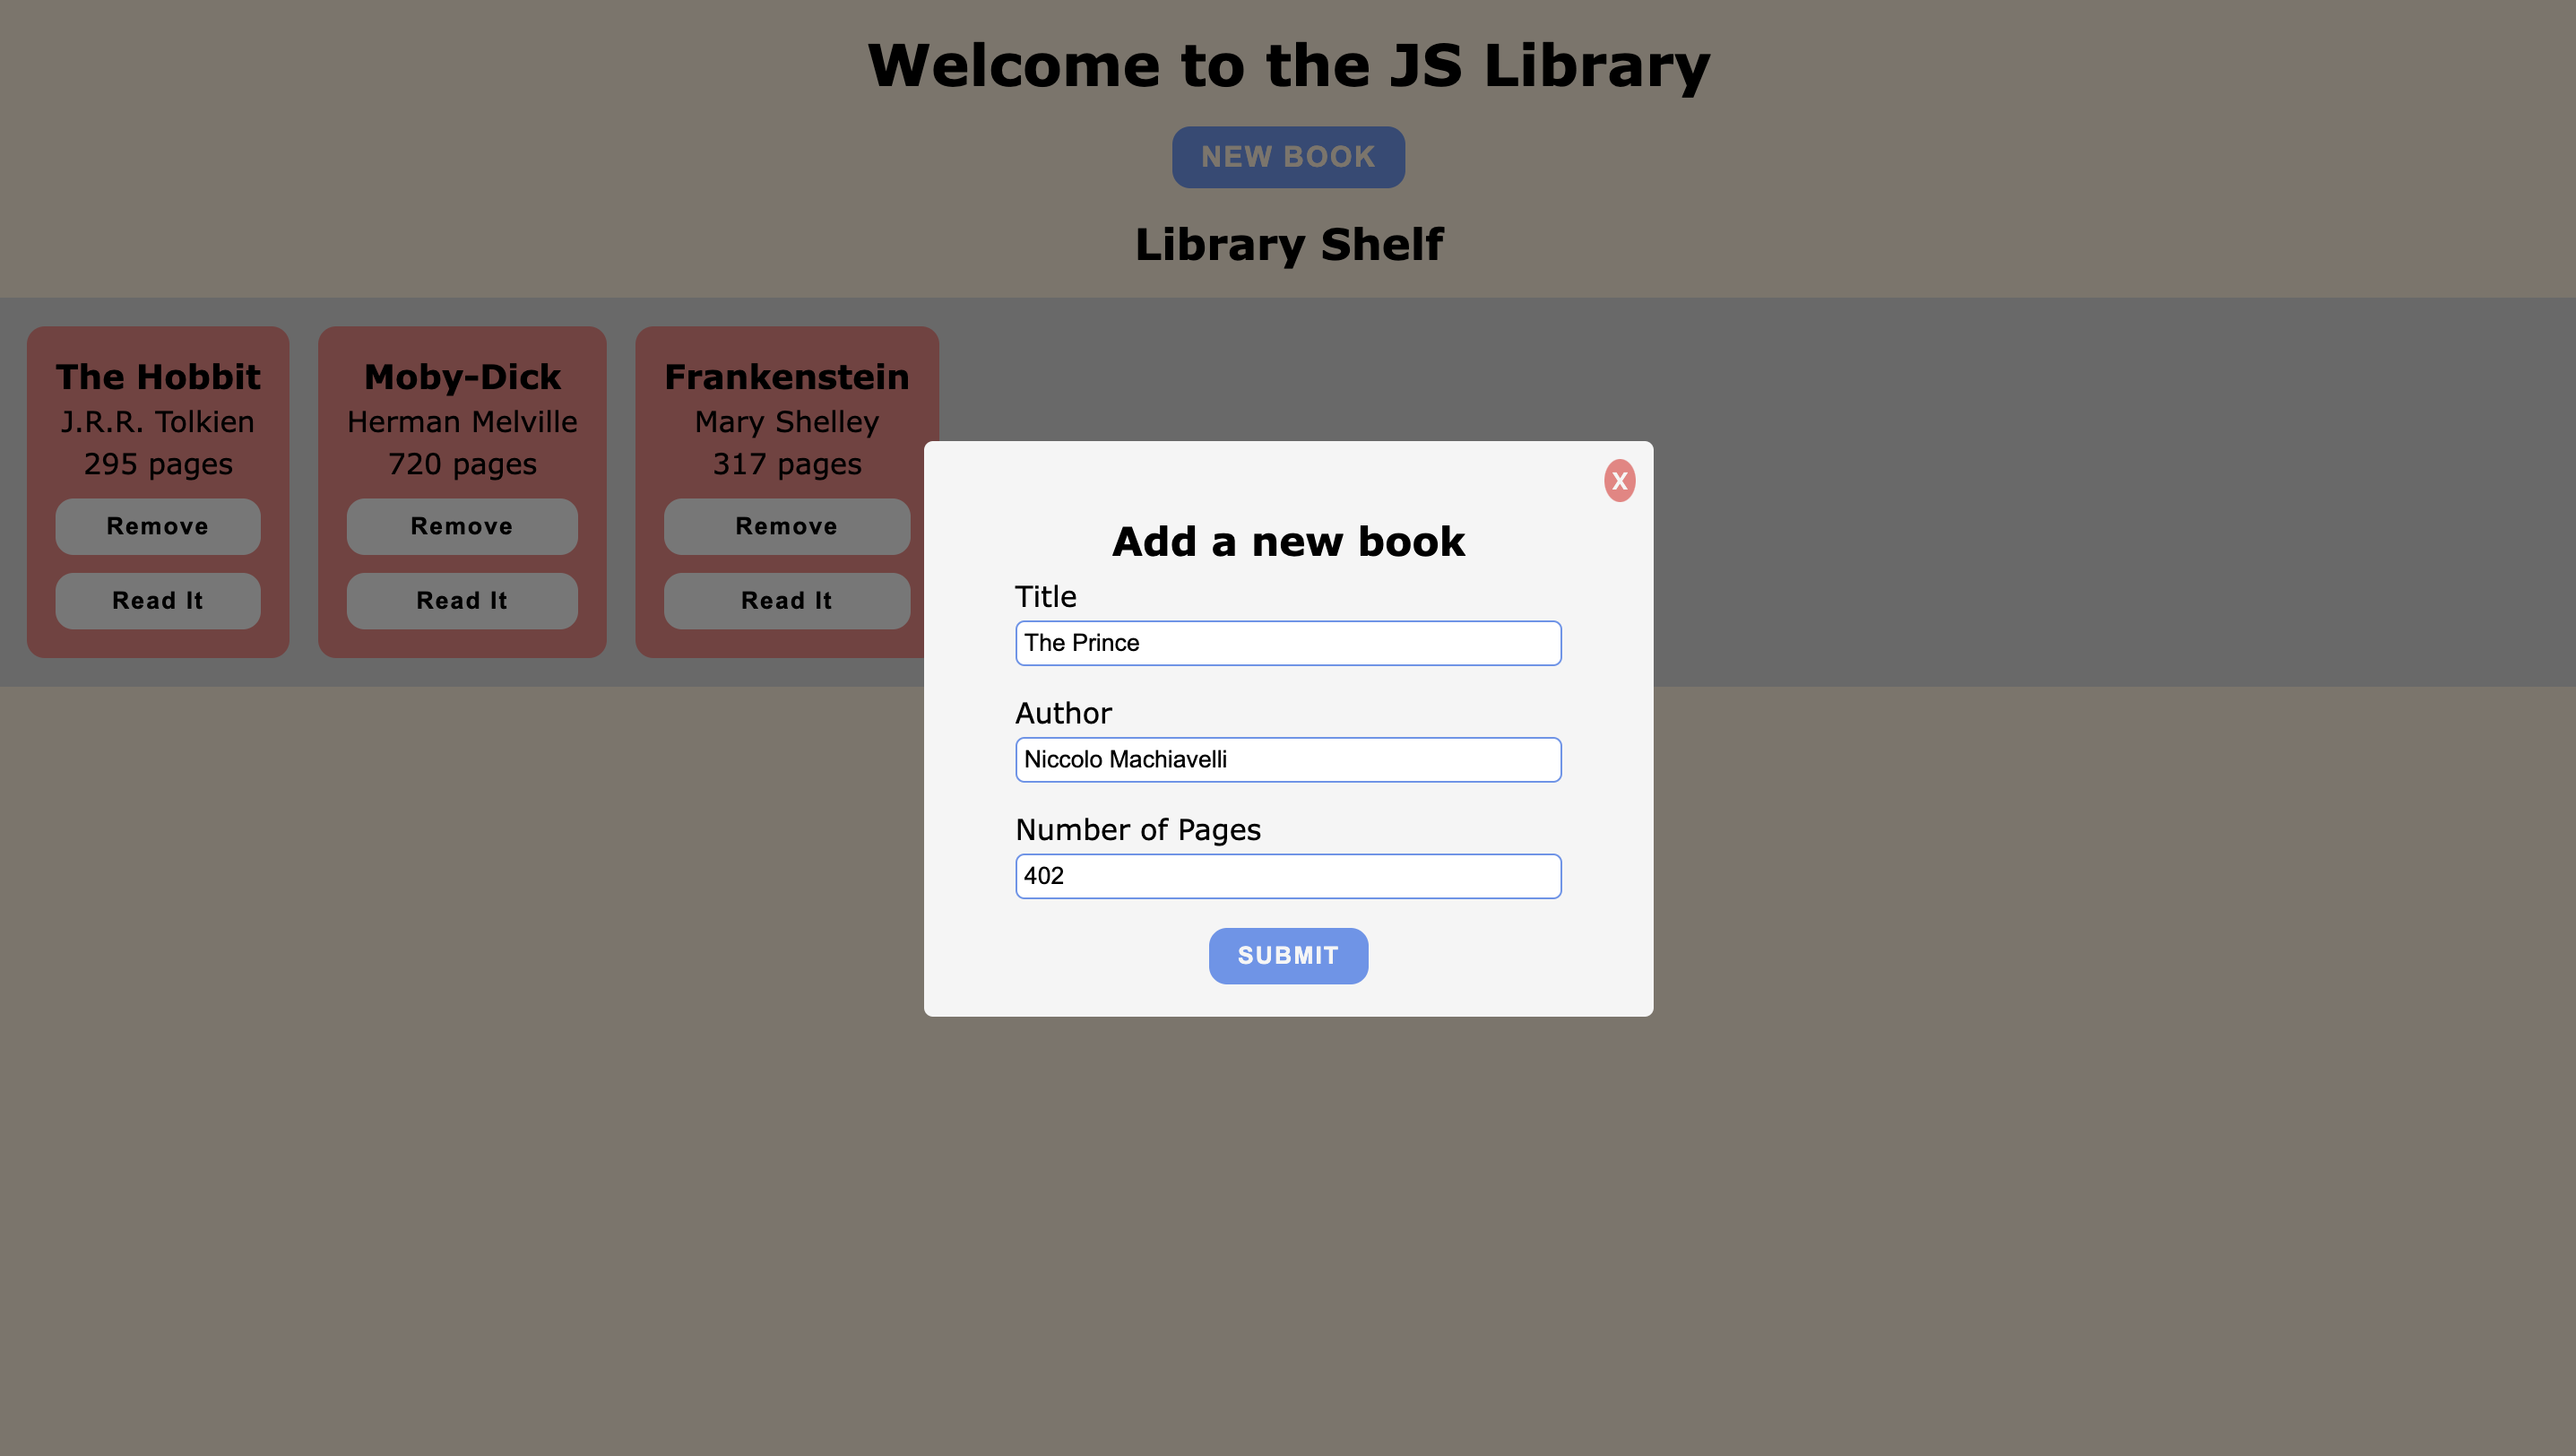 Welcome to the JS Library
NEW BOOK
Library Shelf
The Hobbit
J.R.R. Tolkien
295 pages
Remove
Read It
Moby-Dick
Herman Melville
720 pages
Remove
Read It
Frankenstein
Mary Shelley
317 pages
Remove
Read It
X
Add a new book
Title
The Prince
Author
Niccolo Machiavelli
Number of Pages
402
SUBMIT